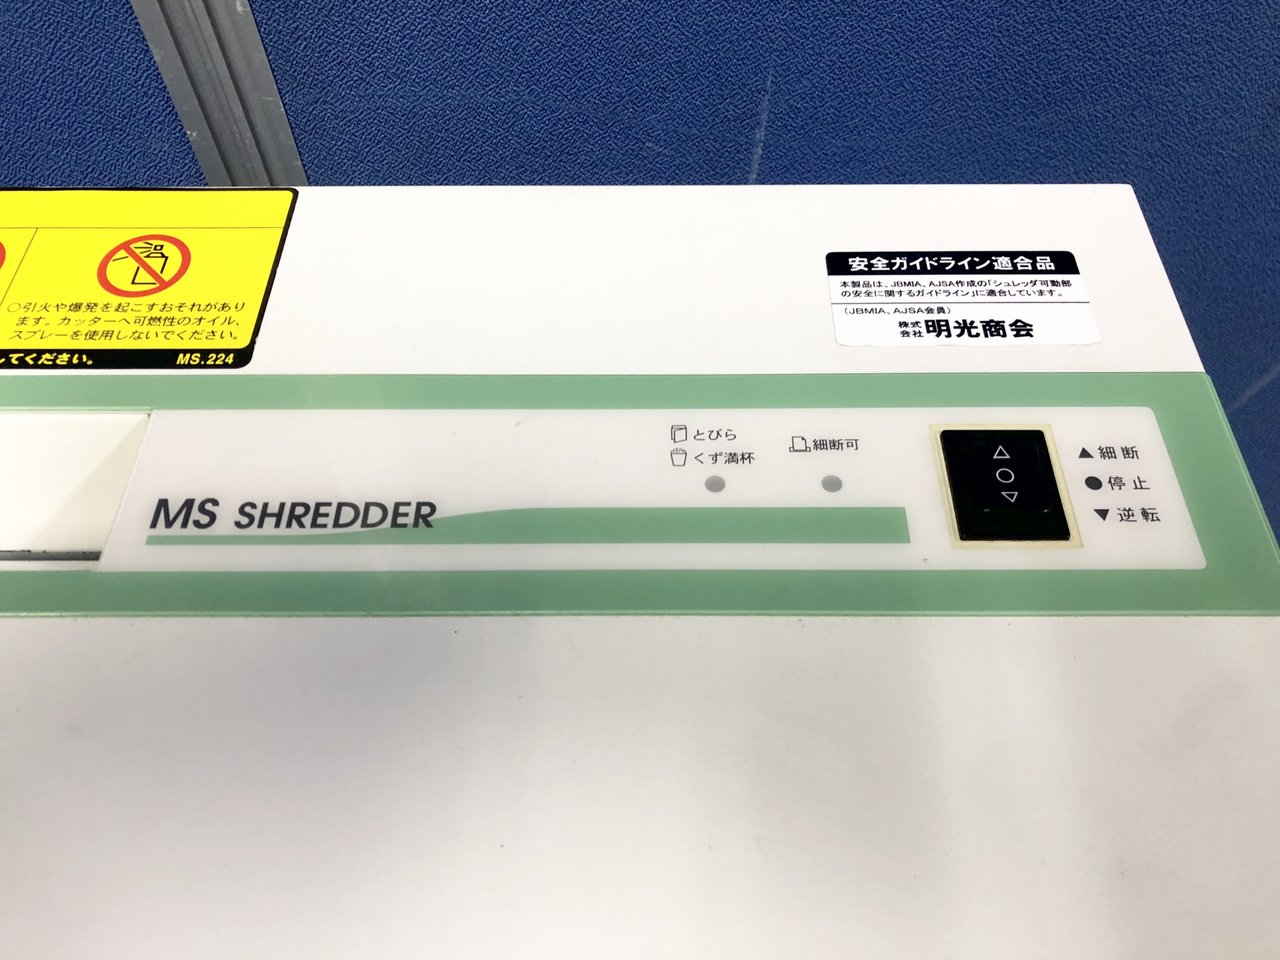 ○引火や爆発を起こすおそれがあり
ます。カッターへ可燃性のオイル、
スプレーを使用しないでください。
してください。 MS.224
安全ガイドライン適合品
本製品は、JBMIA、AJSA作成の「シュレッダ可動部
の安全に関するガイドライン」に適合しています。
(JBMIA、AJSA会員)
株式会社 明光商会
MS SHREDDER
とびら
くず満杯
細断可
▲細断
●停止
▼逆転